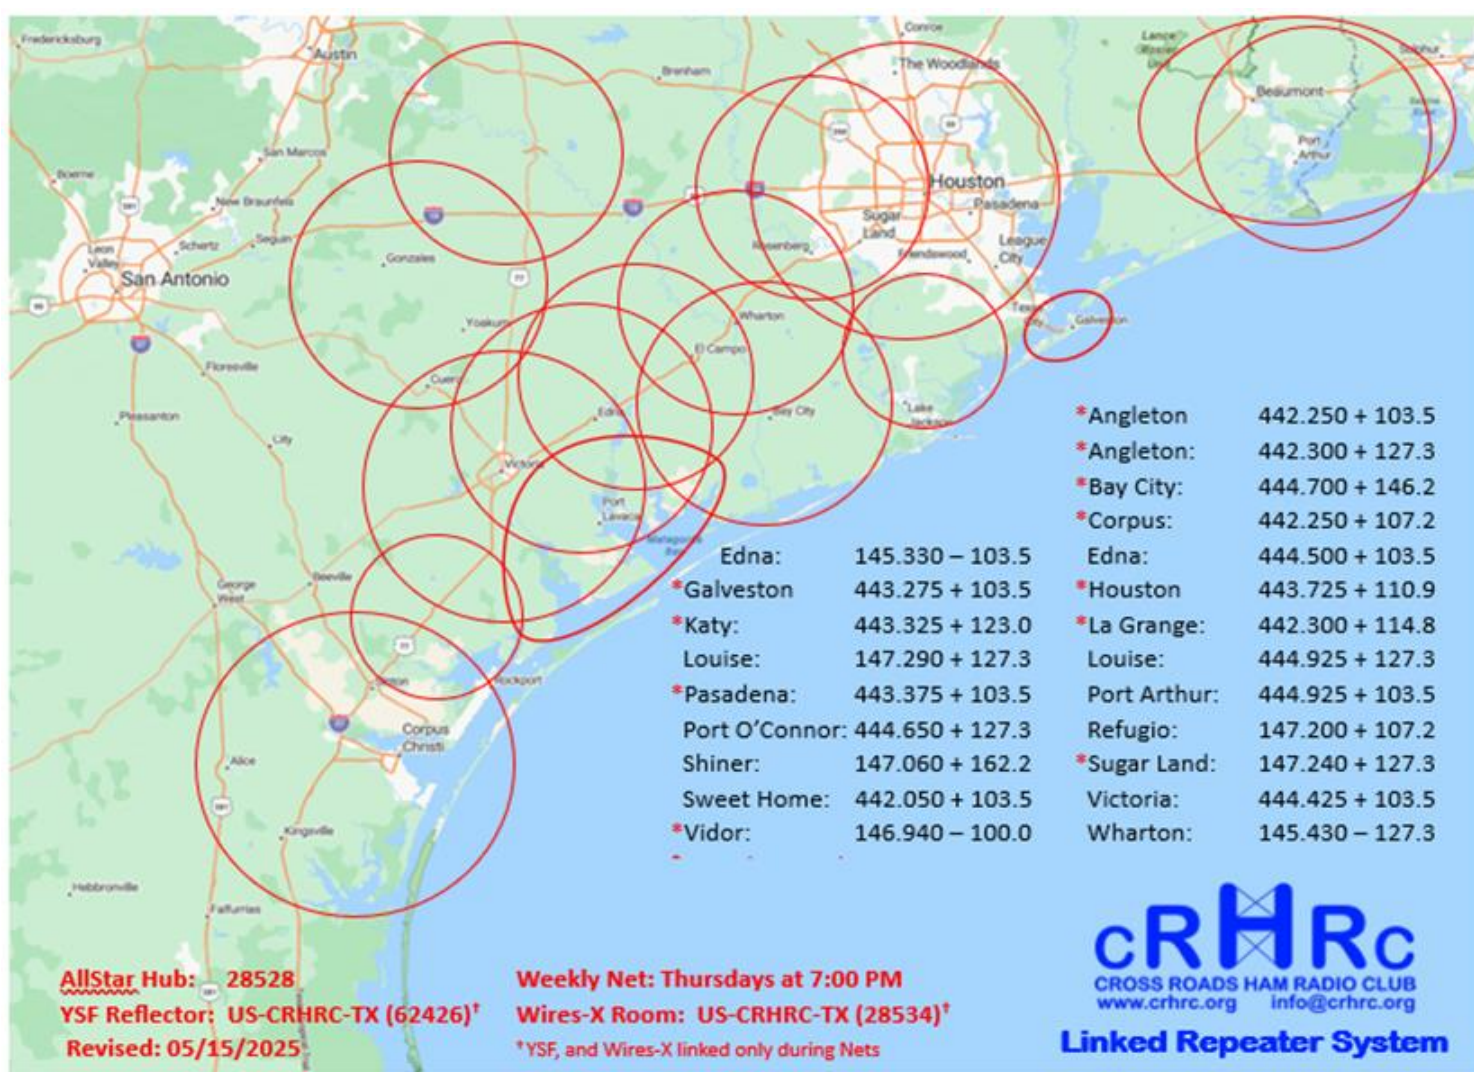 Fredericksburg
Austin
Conroe
The Woodlands
Brenham
Beaumont
Sulphur
Port Arthur
San Marcos
Boerne
New Braunfels
Houston
Pasadena
Sugar Land
League City
Friendswood
Rosenberg
Leon Valley
Schertz
Seguin
Gonzales
San Antonio
77
Yoakum
Wharton
Galveston
El Campo
Floresville
Cuero
Pleasanton
Edna
Bay City
Lake Jackson
City
Victoria
Port Lavaca
George West
Beeville
77
Sinton
Rockport
Corpus Christi
Alice
Kingsville
Hebbronville
Falfurrias
Edna: 145.330 – 103.5
*Galveston 443.275 + 103.5
*Katy: 443.325 + 123.0
Louise: 147.290 + 127.3
*Pasadena: 443.375 + 103.5
Port O’Connor: 444.650 + 127.3
Shiner: 147.060 + 162.2
Sweet Home: 442.050 + 103.5
*Vidor: 146.940 – 100.0
*Angleton 442.250 + 103.5
*Angleton: 442.300 + 127.3
*Bay City: 444.700 + 146.2
*Corpus: 442.250 + 107.2
Edna: 444.500 + 103.5
*Houston 443.725 + 110.9
*La Grange: 442.300 + 114.8
Louise: 444.925 + 127.3
Port Arthur: 444.925 + 103.5
Refugio: 147.200 + 107.2
*Sugar Land: 147.240 + 127.3
Victoria: 444.425 + 103.5
Wharton: 145.430 – 127.3
AllStar Hub: 28528
YSF Reflector: US-CRHRC-TX (62426)†
Revised: 05/15/2025
Weekly Net: Thursdays at 7:00 PM
Wires-X Room: US-CRHRC-TX (28534)†
†YSF, and Wires-X linked only during Nets
cRHRc
CROSS ROADS HAM RADIO CLUB
www.crhrc.org info@crhrc.org
Linked Repeater System